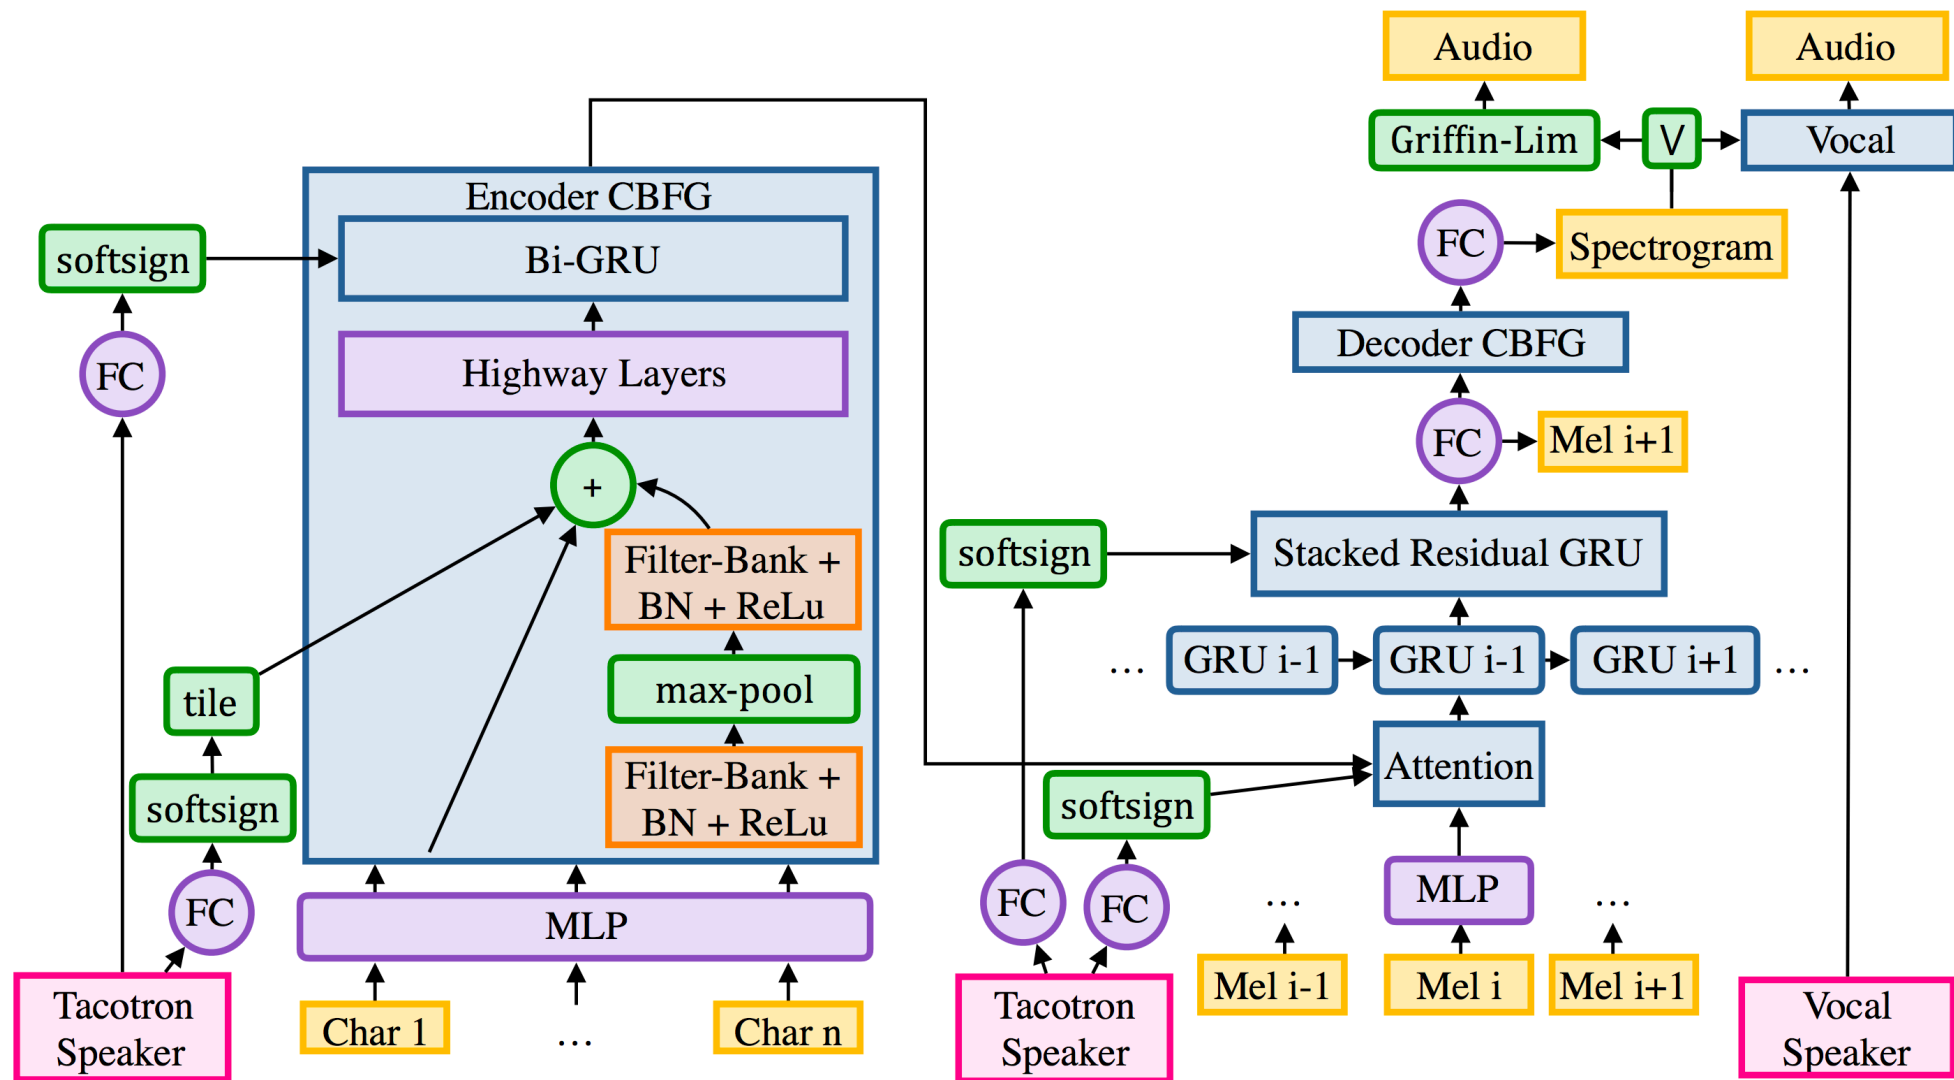 Audio
Audio
Griffin-Lim
V
Vocal
Encoder CBFG
softsign
Bi-GRU
FC
Spectrogram
FC
Highway Layers
Decoder CBFG
FC
Mel i+1
+
Filter-Bank +
BN + ReLu
softsign
Stacked Residual GRU
tile
max-pool
...
GRU i-1
GRU i-1
GRU i+1
...
softsign
Filter-Bank +
BN + ReLu
softsign
Attention
FC
MLP
FC
FC
...
MLP
...
Tacotron
Speaker
Char 1
...
Char n
Tacotron
Speaker
Mel i-1
Mel i
Mel i+1
Vocal
Speaker